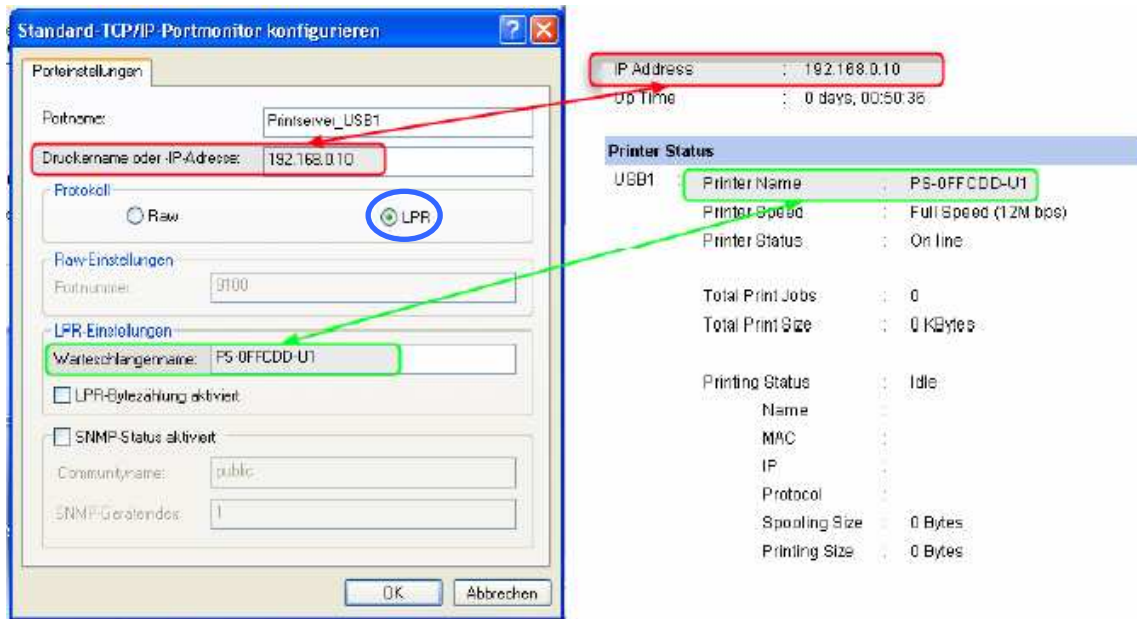 Standard-TCP/IP-Portmonitor konfigurieren
Porteinstellungen
Portname: Printserver_USB1
Druckername oder -IP-Adresse: 192.168.0.10
Protokoll
Raw LPR
Raw-Einstellungen
Portnummer: 9100
LPR-Einstellungen
Warteschlangenname: PS-0FFCDD-U1
LPR-Bytezählung aktiviert
SNMP-Status aktiviert
Communityname: public
SNMP-Geräteindex: 1
OK Abbrechen
IP Address : 192.168.0.10
Up Time : 0 days, 00:50:36
Printer Status
USB1 : Printer Name : PS-0FFCDD-U1
Printer Speed : Full Speed (12M bps)
Printer Status : On line
Total Print Jobs : 0
Total Print Size : 0 KBytes
Printing Status : Idle
Name :
MAC :
IP :
Protocol :
Spooling Size : 0 Bytes
Printing Size : 0 Bytes